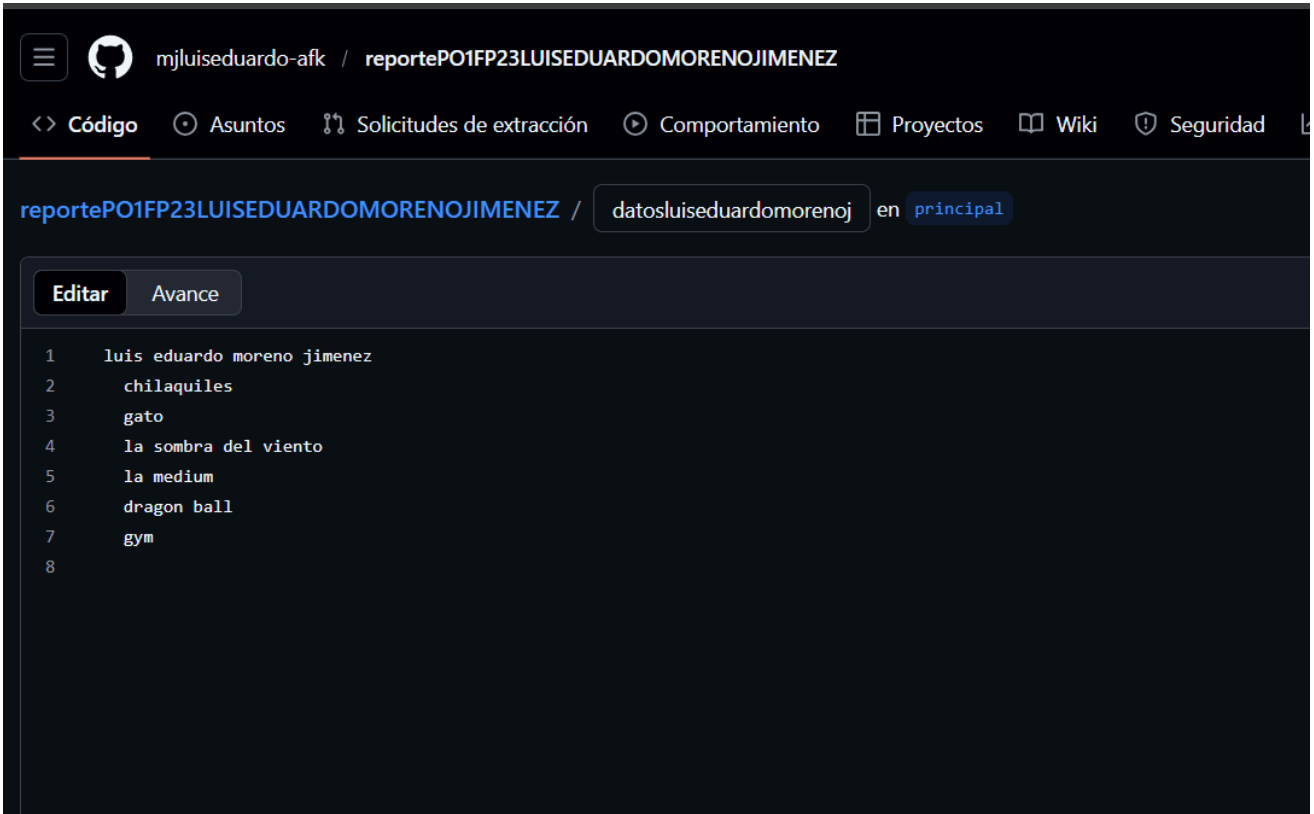 mjluiseduardo-afk / reportePO1FP23LUISEDUARDOMORENOJIMENEZ
Código Asuntos Solicitudes de extracción Comportamiento Proyectos Wiki Seguridad
reportePO1FP23LUISEDUARDOMORENOJIMENEZ / datosluiseduardomorenoj en principal
Editar Avance
1 luis eduardo moreno jimenez
2 chilaquiles
3 gato
4 la sombra del viento
5 la medium
6 dragon ball
7 gym
8